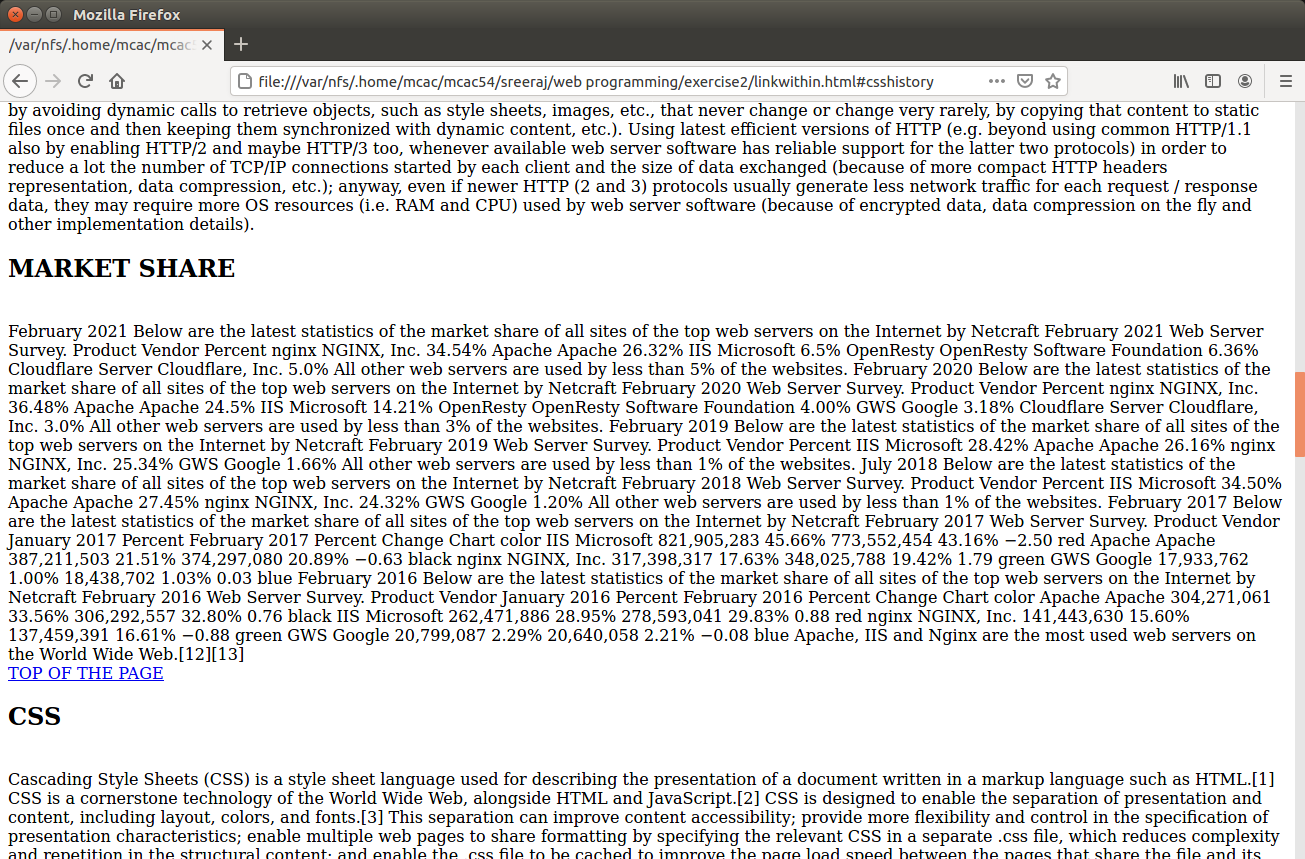 Mozilla Firefox
/var/nfs/.home/mcac/mcac
file:///var/nfs/.home/mcac/mcac54/sreeraj/web programming/exercise2/linkwithin.html#csshistory
by avoiding dynamic calls to retrieve objects, such as style sheets, images, etc., that never change or change very rarely, by copying that content to static
files once and then keeping them synchronized with dynamic content, etc.). Using latest efficient versions of HTTP (e.g. beyond using common HTTP/1.1
also by enabling HTTP/2 and maybe HTTP/3 too, whenever available web server software has reliable support for the latter two protocols) in order to
reduce a lot the number of TCP/IP connections started by each client and the size of data exchanged (because of more compact HTTP headers
representation, data compression, etc.); anyway, even if newer HTTP (2 and 3) protocols usually generate less network traffic for each request / response
data, they may require more OS resources (i.e. RAM and CPU) used by web server software (because of encrypted data, data compression on the fly and
other implementation details).
MARKET SHARE
February 2021 Below are the latest statistics of the market share of all sites of the top web servers on the Internet by Netcraft February 2021 Web Server
Survey. Product Vendor Percent nginx NGINX, Inc. 34.54% Apache Apache 26.32% IIS Microsoft 6.5% OpenResty OpenResty Software Foundation 6.36%
Cloudflare Server Cloudflare, Inc. 5.0% All other web servers are used by less than 5% of the websites. February 2020 Below are the latest statistics of the
market share of all sites of the top web servers on the Internet by Netcraft February 2020 Web Server Survey. Product Vendor Percent nginx NGINX, Inc.
36.48% Apache Apache 24.5% IIS Microsoft 14.21% OpenResty OpenResty Software Foundation 4.00% GWS Google 3.18% Cloudflare Server Cloudflare,
Inc. 3.0% All other web servers are used by less than 3% of the websites. February 2019 Below are the latest statistics of the market share of all sites of the
top web servers on the Internet by Netcraft February 2019 Web Server Survey. Product Vendor Percent IIS Microsoft 28.42% Apache Apache 26.16% nginx
NGINX, Inc. 25.34% GWS Google 1.66% All other web servers are used by less than 1% of the websites. July 2018 Below are the latest statistics of the
market share of all sites of the top web servers on the Internet by Netcraft February 2018 Web Server Survey. Product Vendor Percent IIS Microsoft 34.50%
Apache Apache 27.45% nginx NGINX, Inc. 24.32% GWS Google 1.20% All other web servers are used by less than 1% of the websites. February 2017 Below
are the latest statistics of the market share of all sites of the top web servers on the Internet by Netcraft February 2017 Web Server Survey. Product Vendor
January 2017 Percent February 2017 Percent Change Chart color IIS Microsoft 821,905,283 45.66% 773,552,454 43.16% −2.50 red Apache Apache
387,211,503 21.51% 374,297,080 20.89% −0.63 black nginx NGINX, Inc. 317,398,317 17.63% 348,025,788 19.42% 1.79 green GWS Google 17,933,762
1.00% 18,438,702 1.03% 0.03 blue February 2016 Below are the latest statistics of the market share of all sites of the top web servers on the Internet by
Netcraft February 2016 Web Server Survey. Product Vendor January 2016 Percent February 2016 Percent Change Chart color Apache Apache 304,271,061
33.56% 306,292,557 32.80% 0.76 black IIS Microsoft 262,471,886 28.95% 278,593,041 29.83% 0.88 red nginx NGINX, Inc. 141,443,630 15.60%
137,459,391 16.61% −0.88 green GWS Google 20,799,087 2.29% 20,640,058 2.21% −0.08 blue Apache, IIS and Nginx are the most used web servers on
the World Wide Web.[12][13]
TOP OF THE PAGE
CSS
Cascading Style Sheets (CSS) is a style sheet language used for describing the presentation of a document written in a markup language such as HTML.[1]
CSS is a cornerstone technology of the World Wide Web, alongside HTML and JavaScript.[2] CSS is designed to enable the separation of presentation and
content, including layout, colors, and fonts.[3] This separation can improve content accessibility; provide more flexibility and control in the specification of
presentation characteristics; enable multiple web pages to share formatting by specifying the relevant CSS in a separate .css file, which reduces complexity
and repetition in the structural content; and enable the .css file to be cached to improve the page load speed between the pages that share the file and its